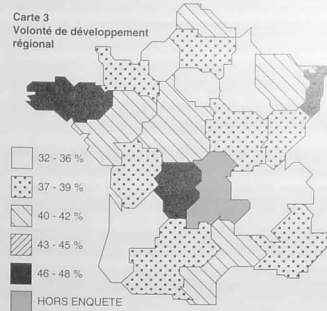 Carte 3
Volonté de développement
régional
32 - 36 %
37 - 39 %
40 - 42 %
43 - 45 %
46 - 48 %
HORS ENQUETE